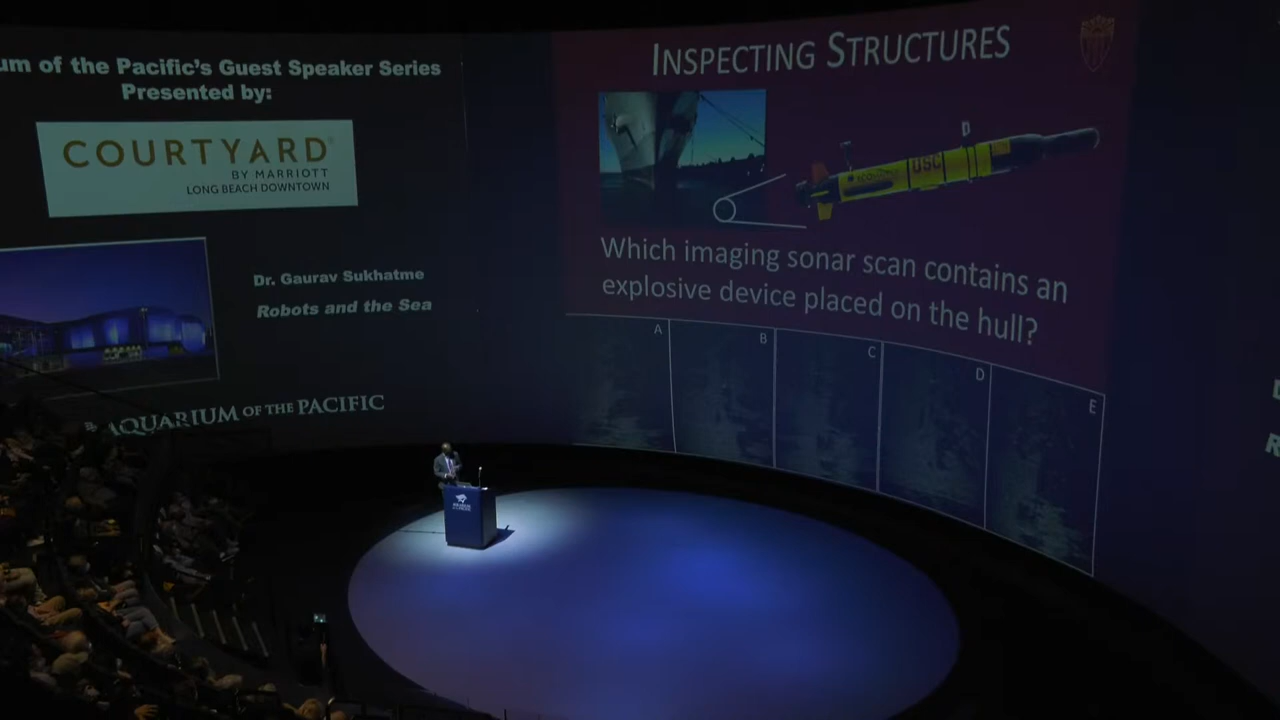 um of the Pacific's Guest Speaker Series
Presented by:
COURTYARD
BY MARRIOTT
LONG BEACH DOWNTOWN
Dr. Gaurav Sukhatme
Robots and the Sea
AQUARIUM OF THE PACIFIC
INSPECTING STRUCTURES
USC
Which imaging sonar scan contains an
explosive device placed on the hull?
A
B
C
D
E